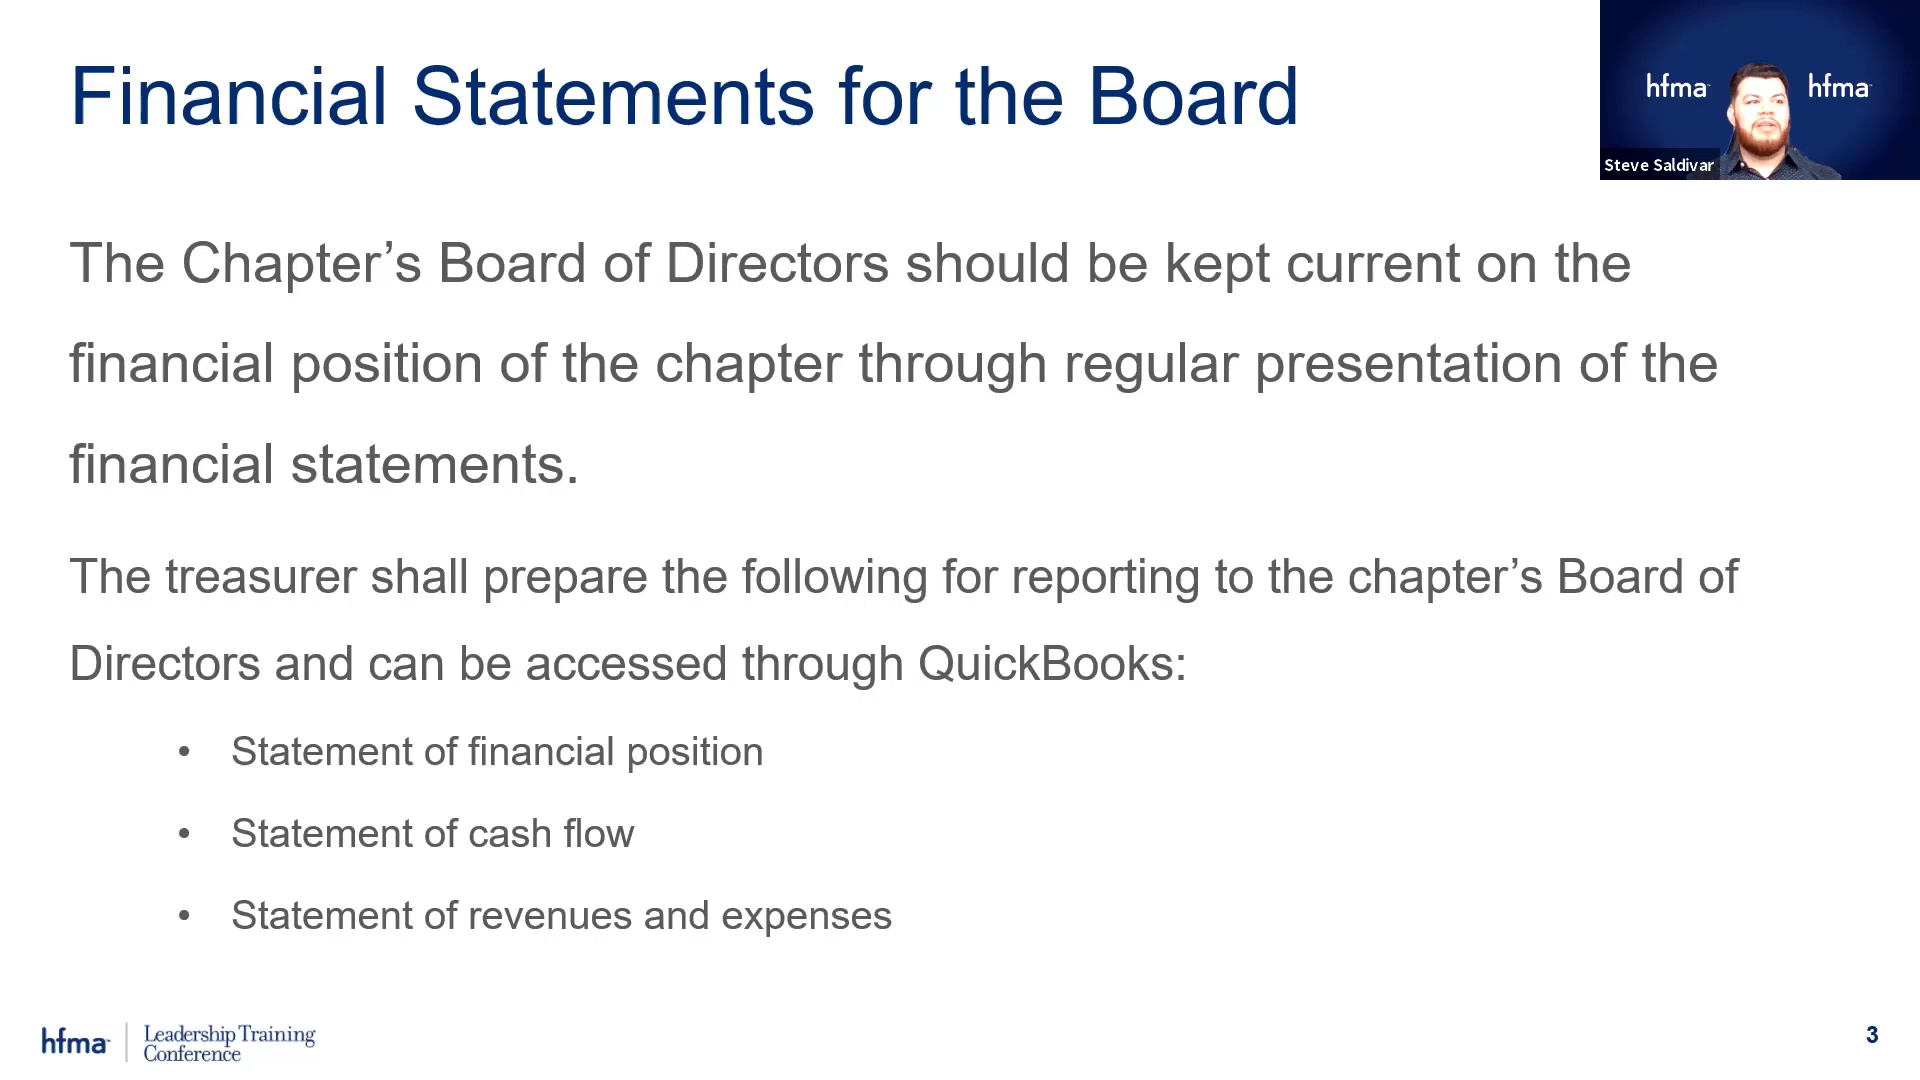 Financial Statements for the Board
hfma hfma
Steve Saldivar
The Chapter’s Board of Directors should be kept current on the
financial position of the chapter through regular presentation of the
financial statements.
The treasurer shall prepare the following for reporting to the chapter’s Board of
Directors and can be accessed through QuickBooks:
• Statement of financial position
• Statement of cash flow
• Statement of revenues and expenses
hfma™
Leadership Training
Conference
3